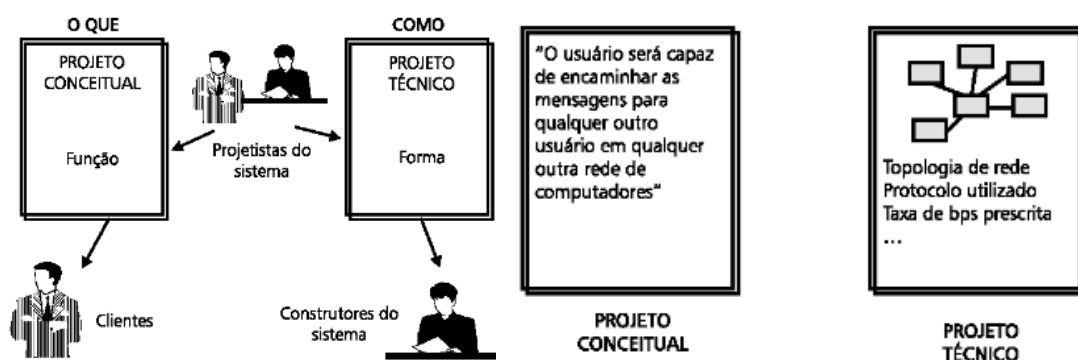 O QUE
PROJETO
CONCEITUAL
Função
Projetistas do
sistema
COMO
PROJETO
TÉCNICO
Forma
Clientes
Construtores do
sistema
"O usuário será capaz
de encaminhar as
mensagens para
qualquer outro
usuário em qualquer
outra rede de
computadores"
PROJETO
CONCEITUAL
Topologia de rede
Protocolo utilizado
Taxa de bps prescrita
...
PROJETO
TÉCNICO